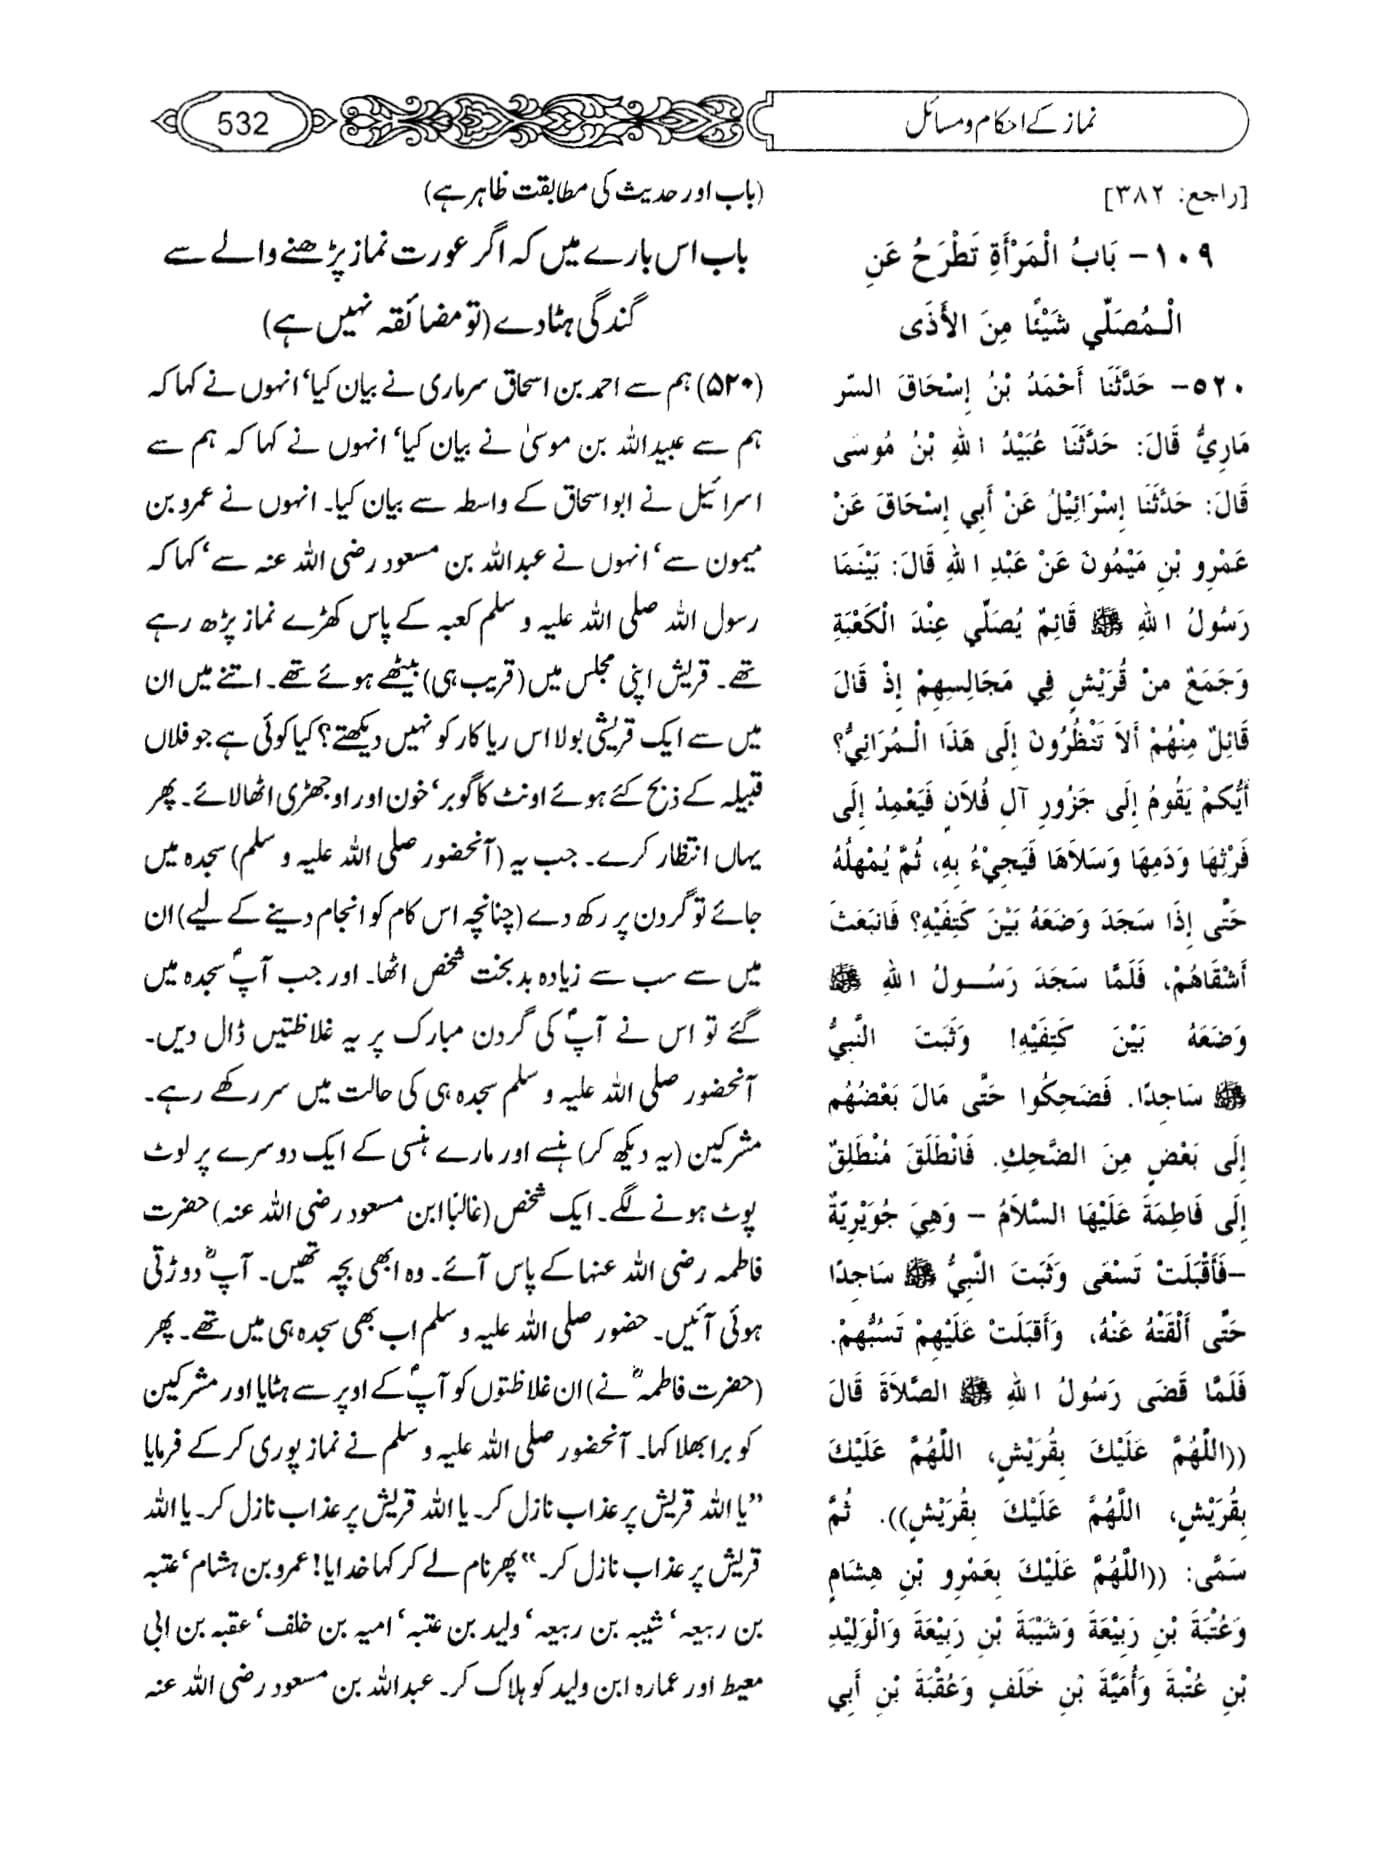 نماز کے احکام و مسائل
532
[راجع: ٣٨٢]
١٠٩- بَابُ الْمَرْأَةِ تَطْرَحُ عَنِ
الْـمُصَلِّي شَيْئًا مِنَ الأَذَى
٥٢٠- حَدَّثَنَا أَحْمَدُ بْنُ إِسْحَاقَ السّر
مَارِيُّ قَالَ: حَدَّثَنَا عُبَيْدُ اللهِ بْنُ مُوسَى
قَالَ: حَدَّثَنَا إِسْرَائِيْلُ عَنْ أَبِي إِسْحَاقَ عَنْ
عَمْرِو بْنِ مَيْمُونَ عَنْ عَبْدِ اللهِ قَالَ: بَيْنَمَا
رَسُولُ اللهِ ﷺ قَائِمٌ يُصَلِّي عِنْدَ الْكَعْبَةِ
وَجَمَعٌ مِنْ قُرَيْشٍ فِي مَجَالِسِهِمْ إِذْ قَالَ
قَائِلٌ مِنْهُمْ أَلاَ تَنْظُرُونَ إِلَى هَذَا الْـمُرَائِيُّ؟
أَيُّكُمْ يَقُومُ إِلَى جَزُورِ آلِ فُلاَنٍ فَيَعْمِدُ إِلَى
فَرْثِهَا وَدَمِهَا وَسَلاَهَا فَيَجِيْءُ بِهِ، ثُمَّ يُمْهِلُهُ
حَتَّى إِذَا سَجَدَ وَضَعَهُ بَيْنَ كَتِفَيْهِ؟ فَانبَعَثَ
أَشْقَاهُمْ، فَلَمَّا سَجَدَ رَسُـولُ اللهِ ﷺ
وَضَعَهُ بَيْنَ كَتِفَيْهِ! وَثَبَتَ النَّبِيُّ
ﷺ سَاجِدًا. فَضَحِكُوا حَتَّى مَالَ بَعْضُهُم
إِلَى بَعْضٍ مِنَ الضَّحِكِ. فَانْطَلَقَ مُنْطَلِقٌ
إِلَى فَاطِمَةَ عَلَيْهَا السَّلاَمُ – وَهِيَ جُوَيْرِيَّةٌ
–فَأَقْبَلَتْ تَسْعَى وَثَبَتَ النَّبِيُّ ﷺ سَاجِدًا
حَتَّى أَلْقَتْهُ عَنْهُ، وَأَقْبَلَتْ عَلَيْهِمْ تَسُبُّهمْ.
فَلَمَّا قَضَى رَسُولُ اللهِ ﷺ الصَّلاَةَ قَالَ
((اللَّهُمَّ عَلَيْكَ بِقُرَيْشٍ، اللَّهُمَّ عَلَيْكَ
بِقُرَيْشٍ، اللَّهُمَّ عَلَيْكَ بِقُرَيْشٍ)). ثُمَّ
سَمَّى: ((اللَّهُمَّ عَلَيْكَ بِعَمْرِو بْنِ هِشَامٍ
وَعُتْبَةَ بْنِ رَبِيْعَةَ وَشَيْبَةَ بْنِ رَبِيْعَةَ وَالْوَلِيْدِ
بْنِ عُتْبةَ وَأُمَيَّةَ بْنِ خَلَفٍ وَعُقْبَةَ بْنِ أَبِي
(باب اور حدیث کی مطابقت ظاہر ہے)
باب اس بارے میں کہ اگر عورت نماز پڑھنے والے سے
گندگی ہٹا دے (تو مضائقہ نہیں ہے)
(۵۲۰) ہم سے احمد بن اسحاق سرماری نے بیان کیا‘ انہوں نے کہا کہ
ہم سے عبیداللہ بن موسیٰ نے بیان کیا‘ انہوں نے کہا کہ ہم سے
اسرائیل نے ابواسحاق کے واسطہ سے بیان کیا۔ انہوں نے عمرو بن
میمون سے‘ انہوں نے عبداللہ بن مسعود رضی اللہ عنہ سے‘ کہا کہ
رسول اللہ صلی اللہ علیہ و سلم کعبہ کے پاس کھڑے نماز پڑھ رہے
تھے۔ قریش اپنی مجلس میں (قریب ہی) بیٹھے ہوئے تھے۔ اتنے میں ان
میں سے ایک قریشی بولا اس ریاکار کو نہیں دیکھتے؟ کیا کوئی ہے جو فلاں
قبیلہ کے ذبح کئے ہوئے اونٹ کا گوبر‘ خون اور اوجھڑی اٹھا لائے۔ پھر
یہاں انتظار کرے۔ جب یہ (آنحضور صلی اللہ علیہ و سلم) سجدہ میں
جائے تو گردن پر رکھ دے (چنانچہ اس کام کو انجام دینے کے لیے) ان
میں سے سب سے زیادہ بدبخت شخص اٹھا۔ اور جب آپؐ سجدہ میں
گئے تو اس نے آپؐ کی گردن مبارک پر یہ غلاظتیں ڈال دیں۔
آنحضور صلی اللہ علیہ و سلم سجدہ ہی کی حالت میں سر رکھے رہے۔
مشرکین (یہ دیکھ کر) ہنسے اور مارے ہنسی کے ایک دوسرے پر لوٹ
پوٹ ہونے لگے۔ ایک شخص (غالبًا ابن مسعود رضی اللہ عنہ) حضرت
فاطمہ رضی اللہ عنہا کے پاس آئے۔ وہ ابھی بچہ تھیں۔ آپؓ دوڑتی
ہوئی آئیں۔ حضور صلی اللہ علیہ و سلم اب بھی سجدہ ہی میں تھے۔ پھر
(حضرت فاطمہؓ نے) ان غلاظتوں کو آپؐ کے اوپر سے ہٹایا اور مشرکین
کو برا بھلا کہا۔ آنحضور صلی اللہ علیہ و سلم نے نماز پوری کر کے فرمایا
”یا اللہ قریش پر عذاب نازل کر۔ یا اللہ قریش پر عذاب نازل کر۔ یا اللہ
قریش پر عذاب نازل کر۔“ پھر نام لے کر کہا خدایا! عمرو بن ہشام‘ عتبہ
بن ربیعہ‘ شیبہ بن ربیعہ‘ ولید بن عتبہ‘ امیہ بن خلف‘ عقبہ بن ابی
معیط اور عمارہ ابن ولید کو ہلاک کر۔ عبداللہ بن مسعود رضی اللہ عنہ